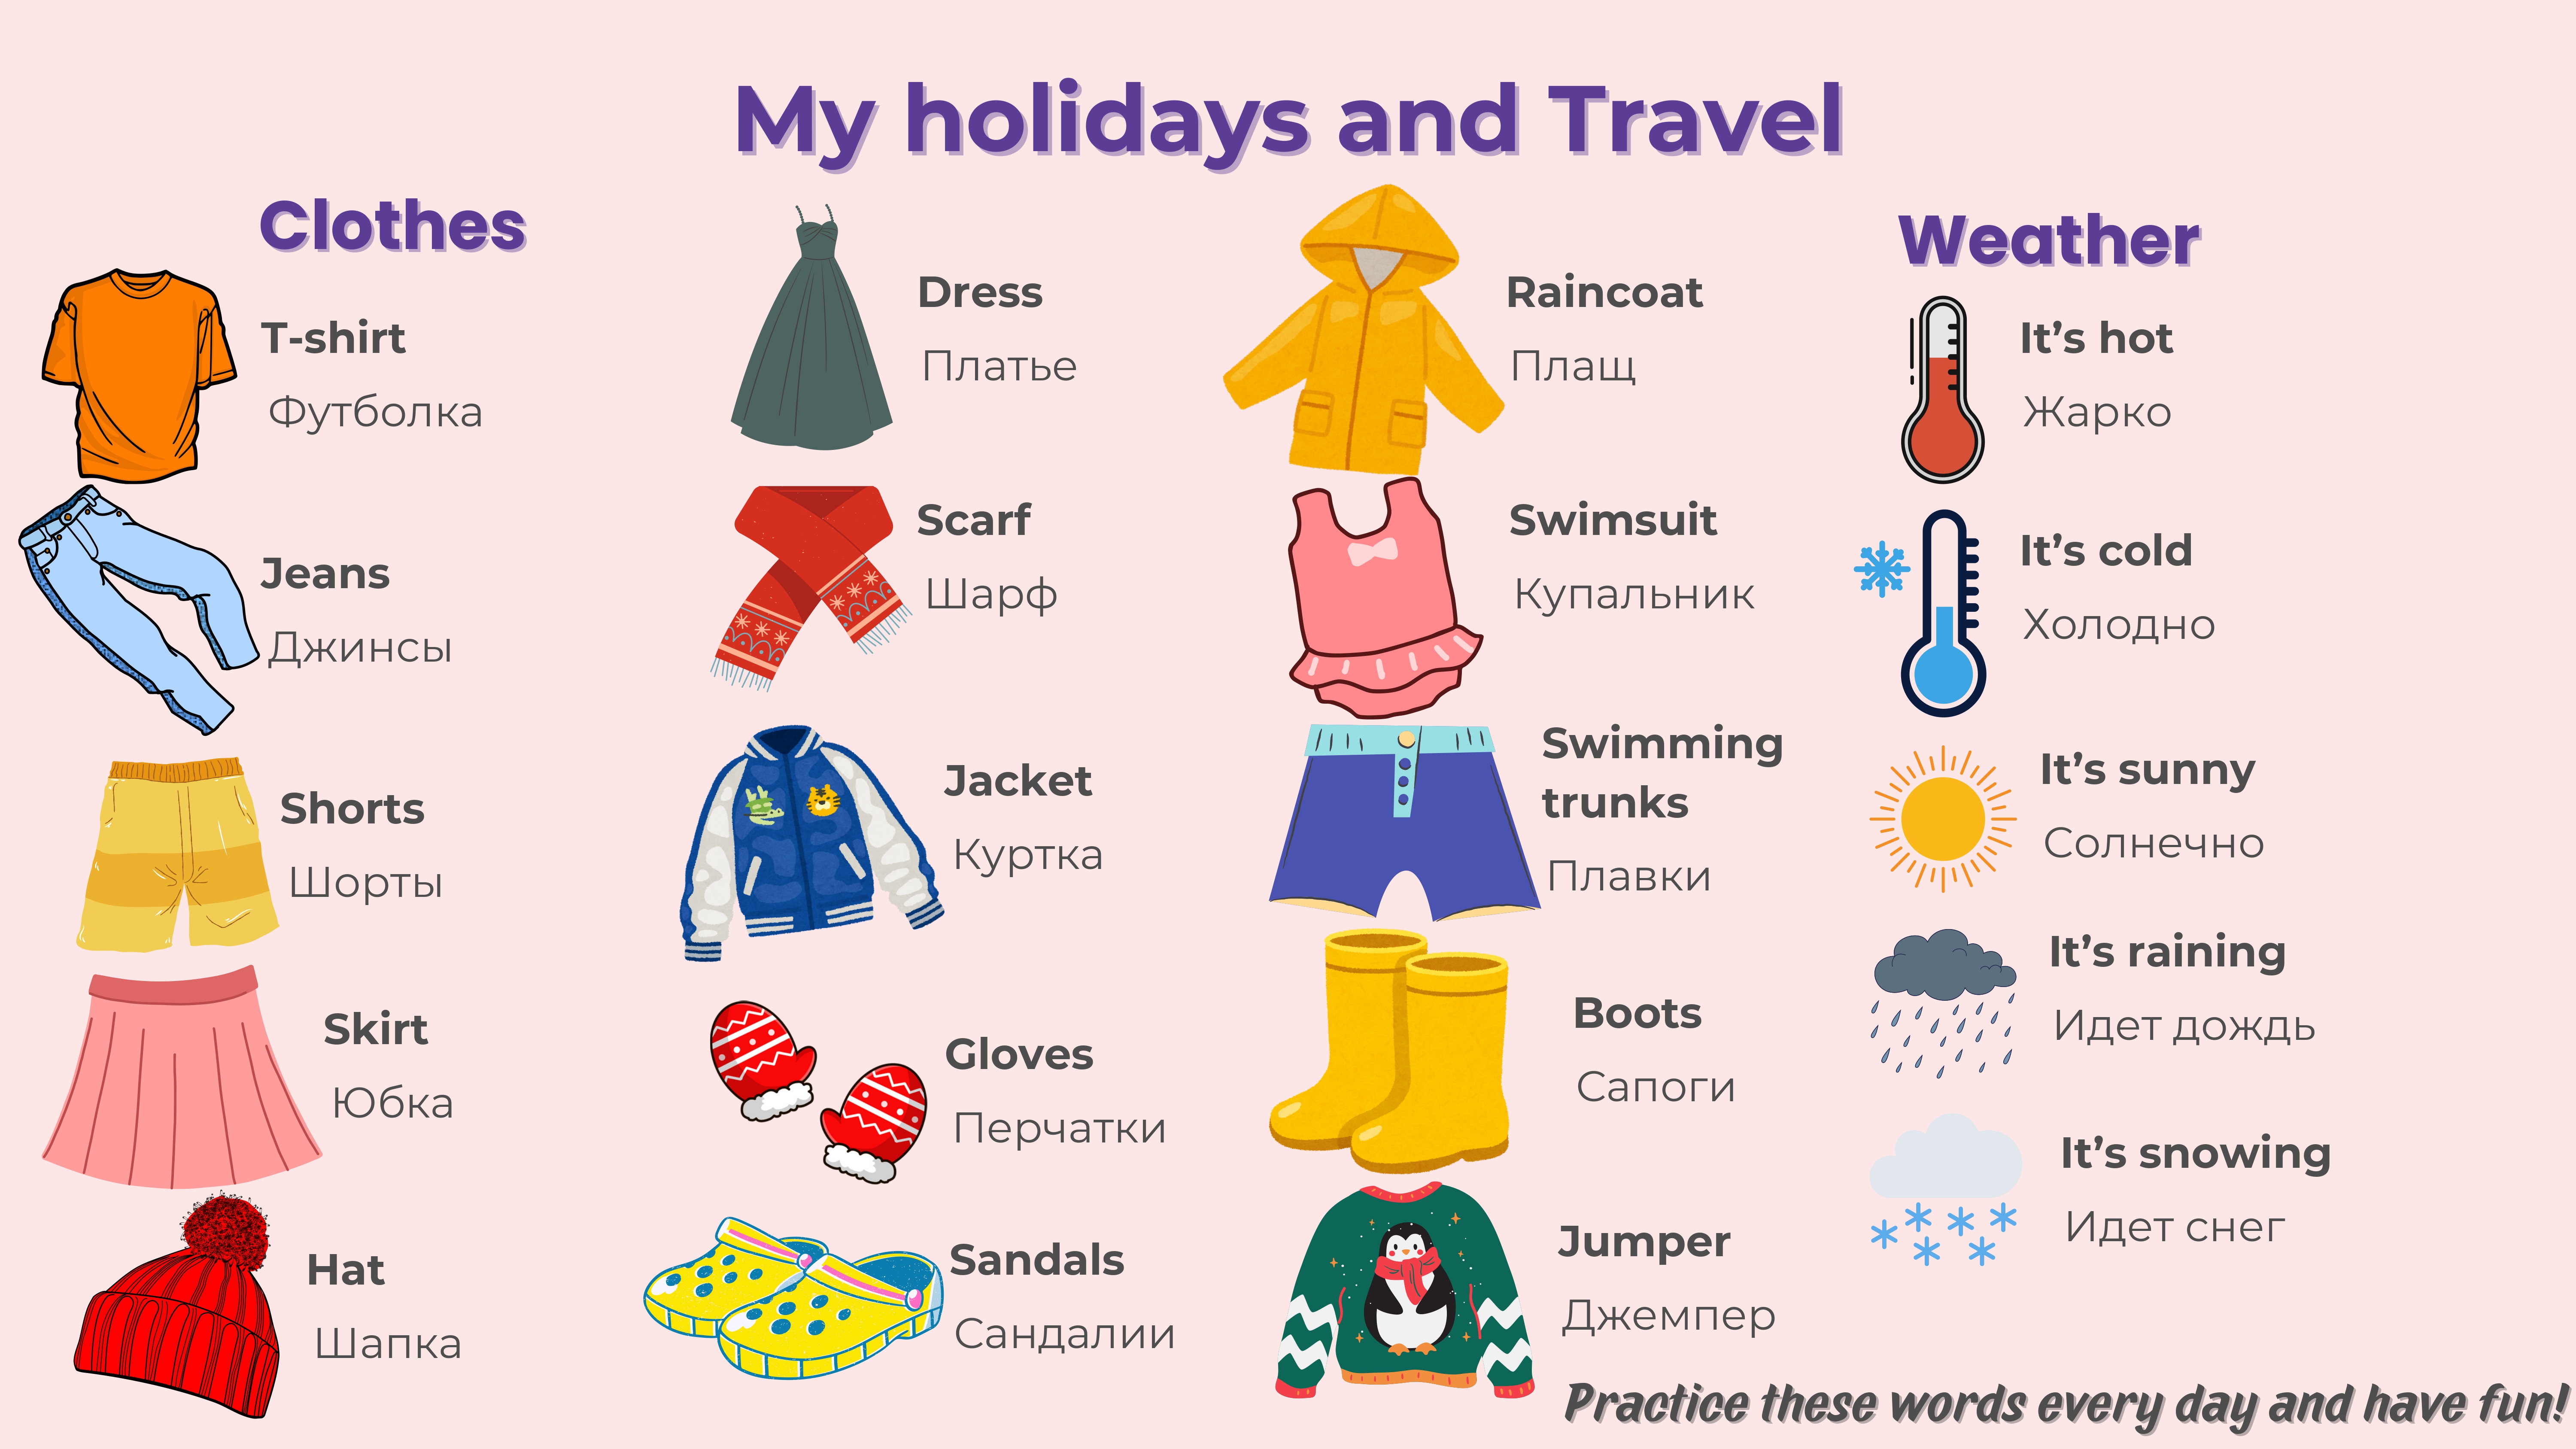 My holidays and Travel
Clothes
T-shirt
Футболка
Jeans
Джинсы
Shorts
Шорты
Skirt
Юбка
Hat
Шапка
Dress
Платье
Scarf
Шарф
Jacket
Куртка
Gloves
Перчатки
Sandals
Сандалии
Raincoat
Плащ
Swimsuit
Купальник
Swimming
trunks
Плавки
Boots
Сапоги
Jumper
Джемпер
Weather
It’s hot
Жарко
It’s cold
Холодно
It’s sunny
Солнечно
It’s raining
Идет дождь
It’s snowing
Идет снег
Practice these words every day and have fun!